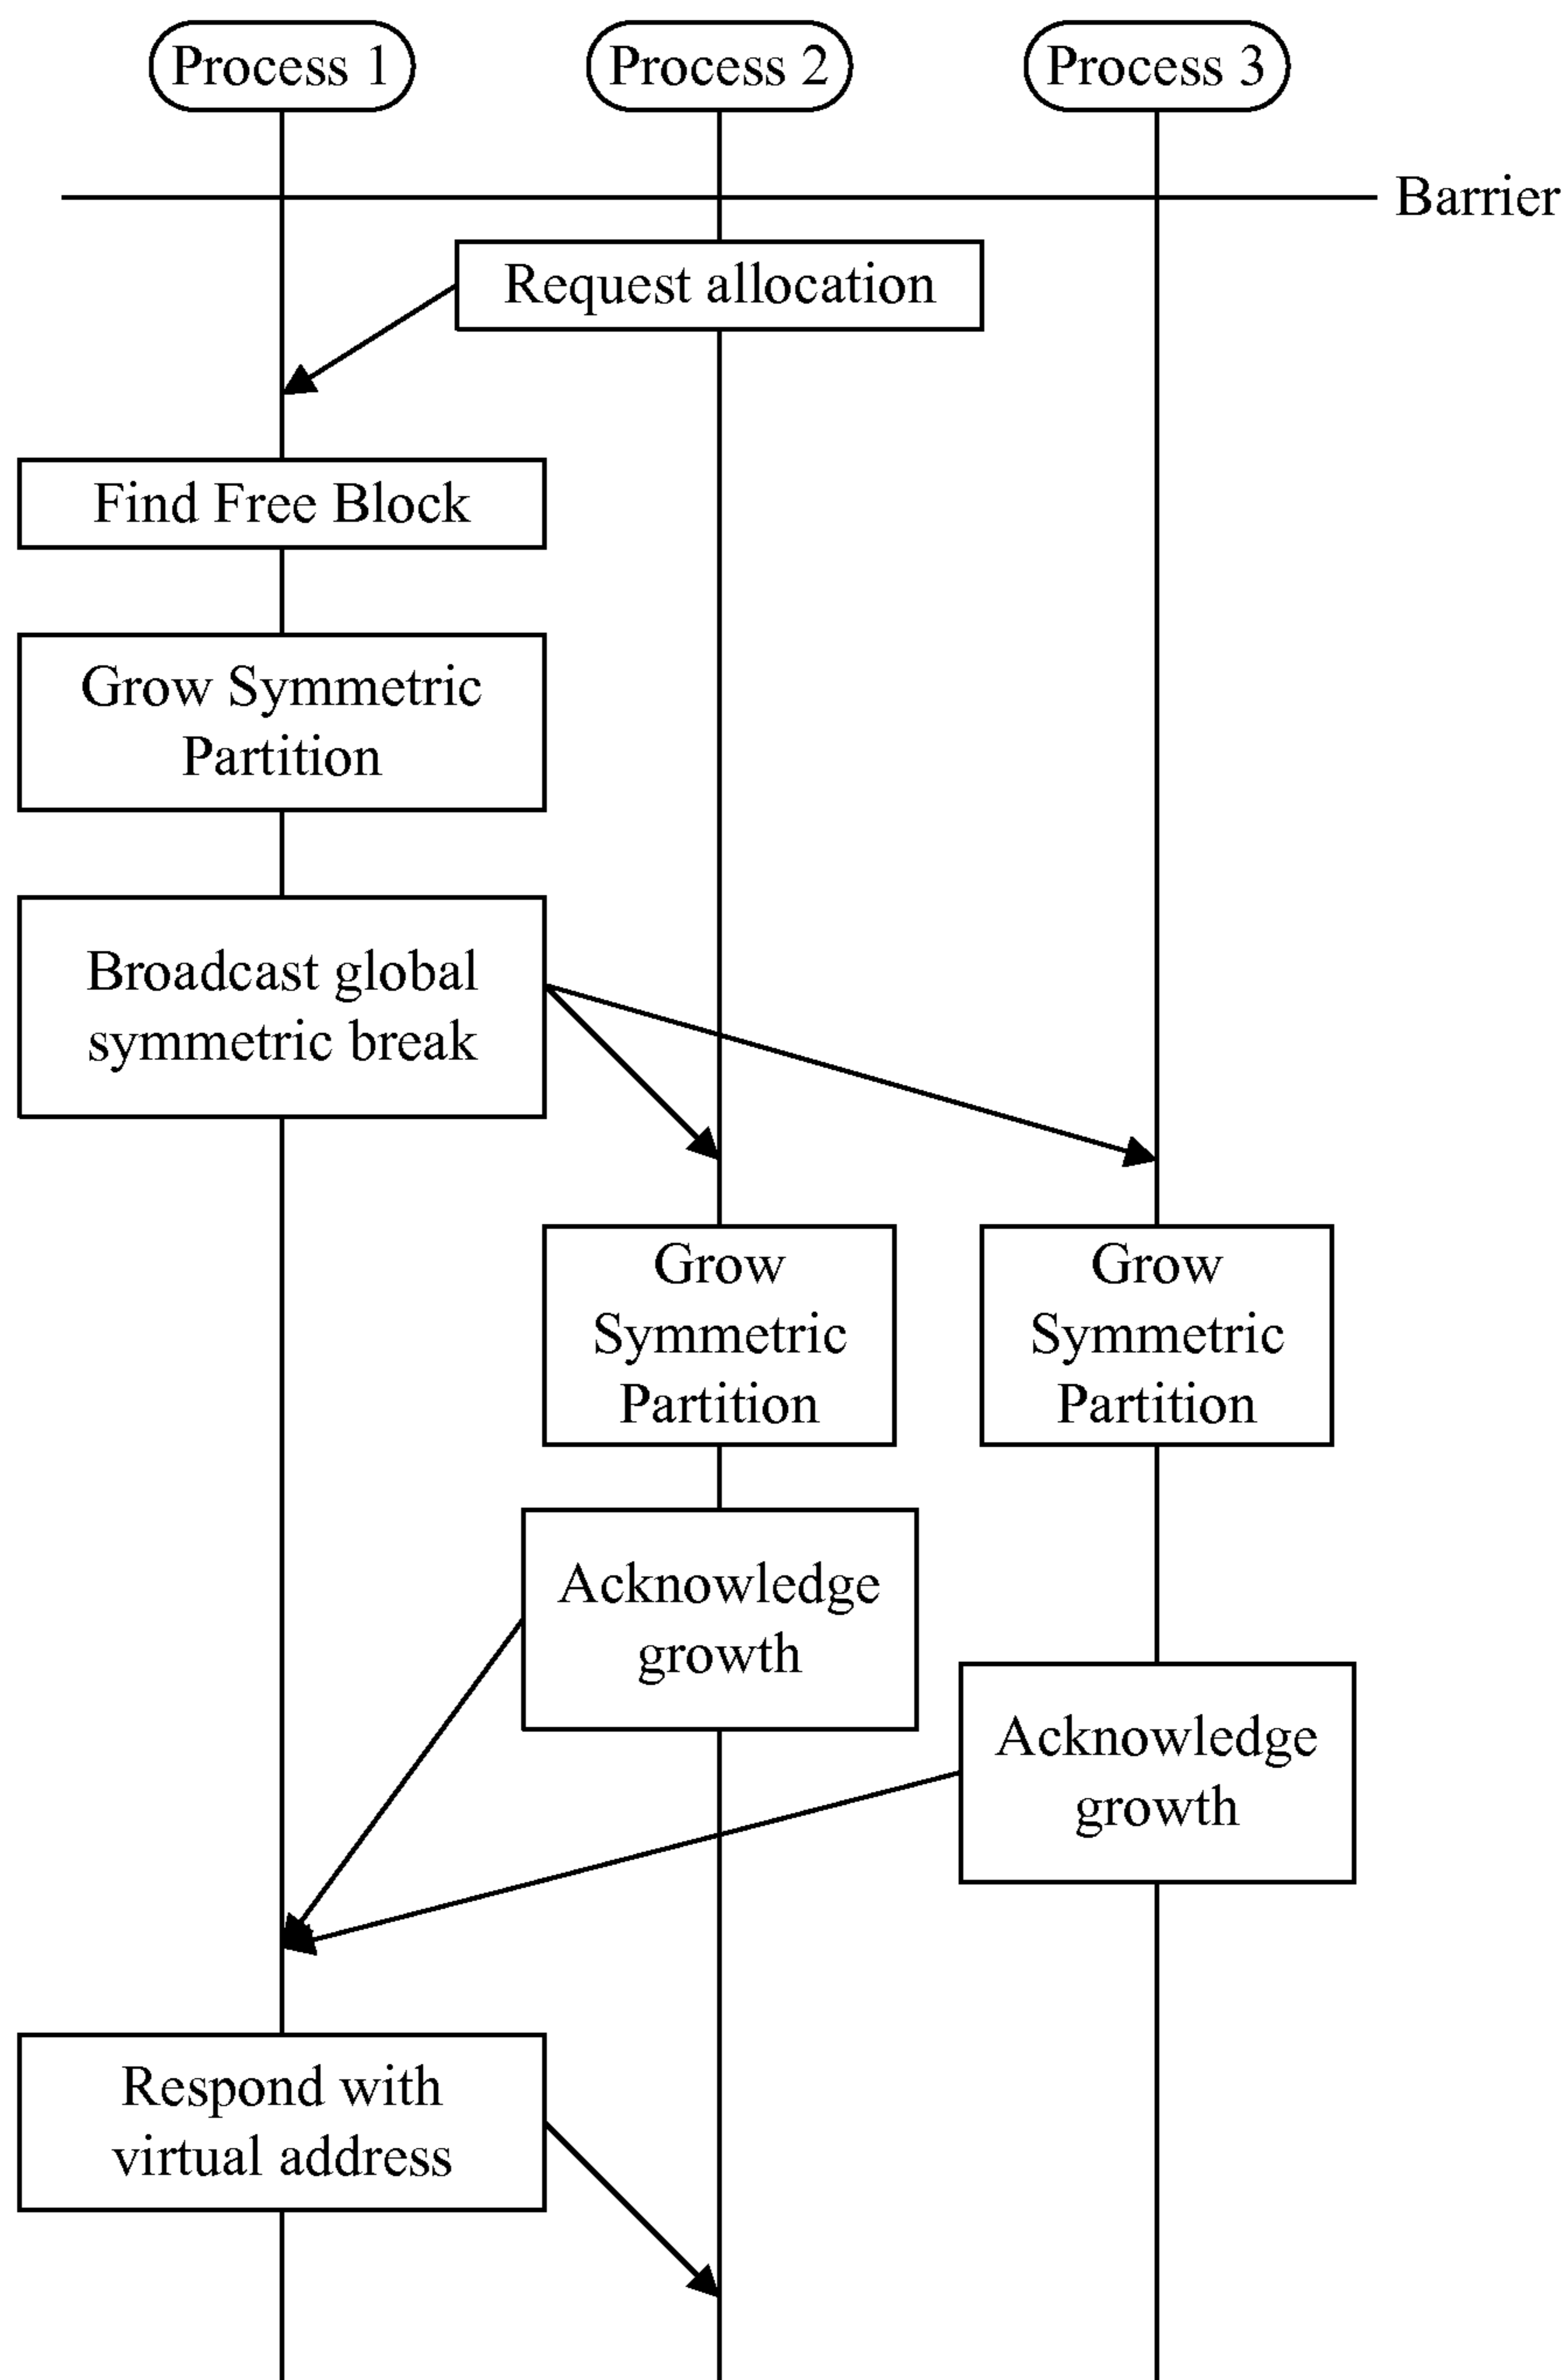 Process 1
Process 2
Process 3
Barrier
Request allocation
Find Free Block
Grow Symmetric
Partition
Broadcast global
symmetric break
Grow
Symmetric
Partition
Grow
Symmetric
Partition
Acknowledge
growth
Acknowledge
growth
Respond with
virtual address